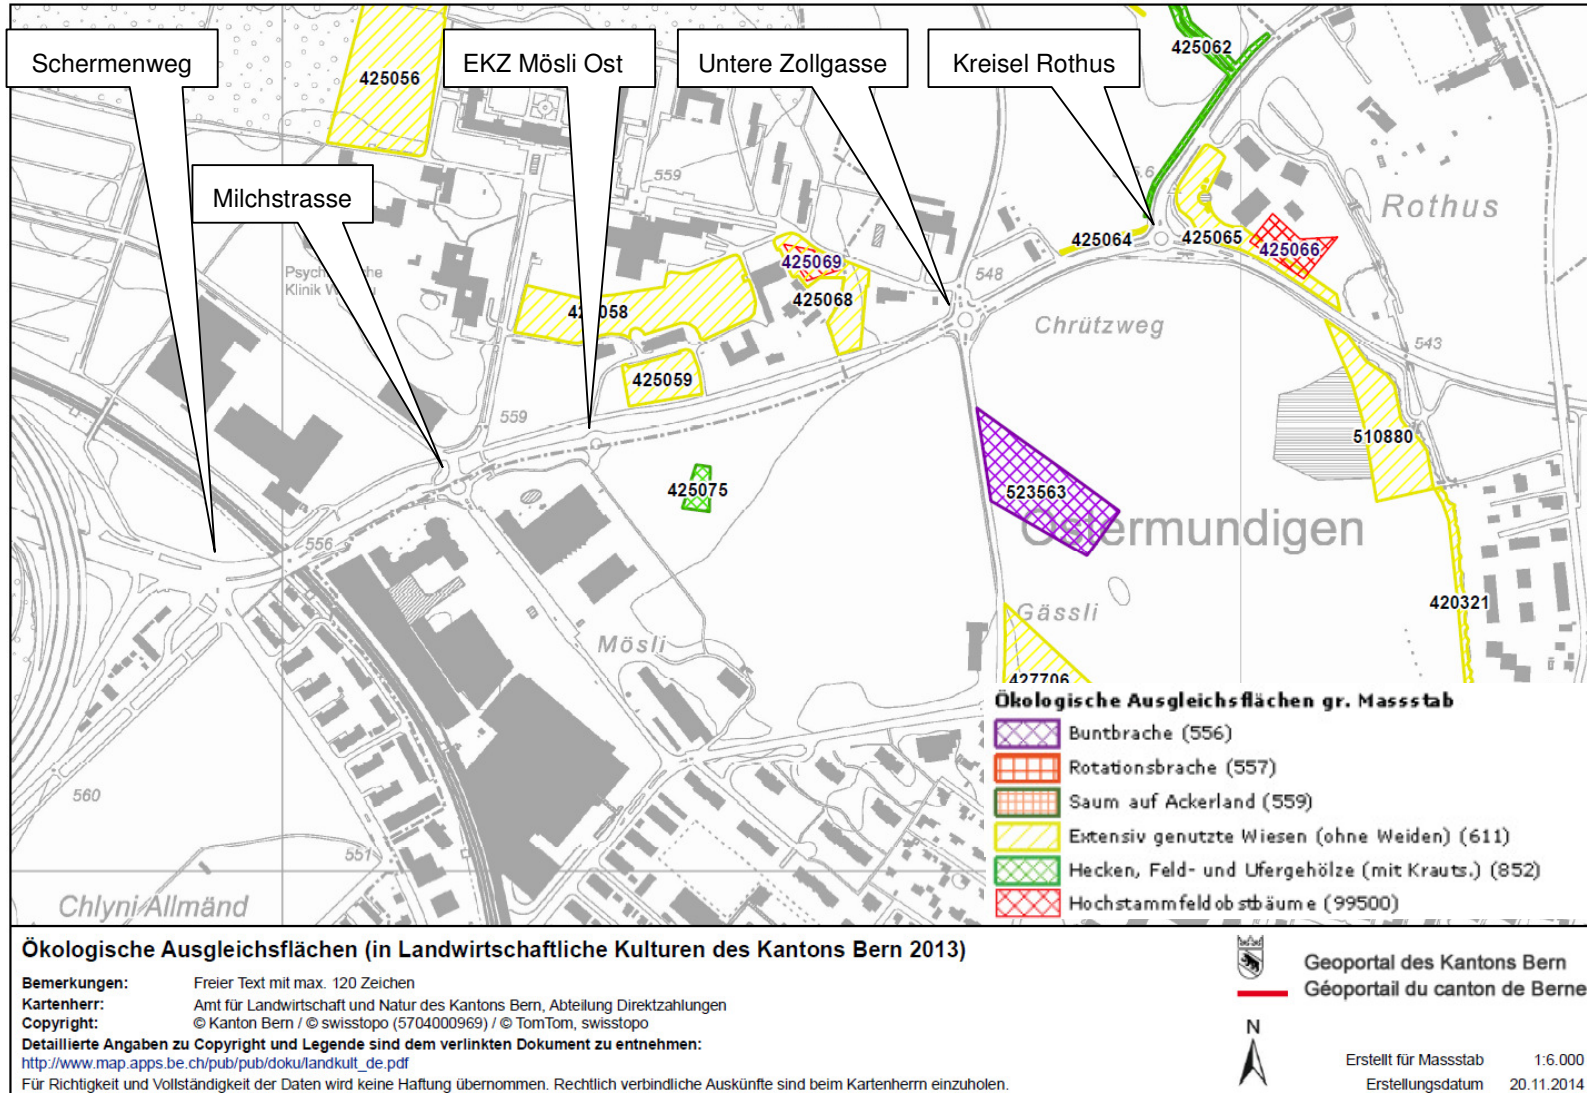 425062
Schermenweg
EKZ Mösli Ost
Untere Zollgasse
Kreisel Rothus
425056
559
Milchstrasse
Rothus
425064
425065
425066
425069
548
Klinik
425068
058
Chrützweg
543
425059
559
510880
425075
523563
Ostermundigen
556
420321
Gässli
Mösli
427706
Ökologische Ausgleichsflächen gr. Massstab
Buntbrache (556)
Rotationsbrache (557)
Saum auf Ackerland (559)
Extensiv genutzte Wiesen (ohne Weiden) (611)
Hecken, Feld- und Ufergehölze (mit Krauts.) (852)
Hochstammfeldobstbäume (99500)
560
551
Chlyni Allmänd
Ökologische Ausgleichsflächen (in Landwirtschaftliche Kulturen des Kantons Bern 2013)
Bemerkungen: Freier Text mit max. 120 Zeichen
Kartenherr: Amt für Landwirtschaft und Natur des Kantons Bern, Abteilung Direktzahlungen
Copyright: © Kanton Bern / © swisstopo (5704000969) / © TomTom, swisstopo
Detaillierte Angaben zu Copyright und Legende sind dem verlinkten Dokument zu entnehmen:
http://www.map.apps.be.ch/pub/pub/doku/landkult_de.pdf
Für Richtigkeit und Vollständigkeit der Daten wird keine Haftung übernommen. Rechtlich verbindliche Auskünfte sind beim Kartenherrn einzuholen.
Geoportal des Kantons Bern
Géoportail du canton de Berne
N
Erstellt für Massstab 1:6.000
Erstellungsdatum 20.11.2014